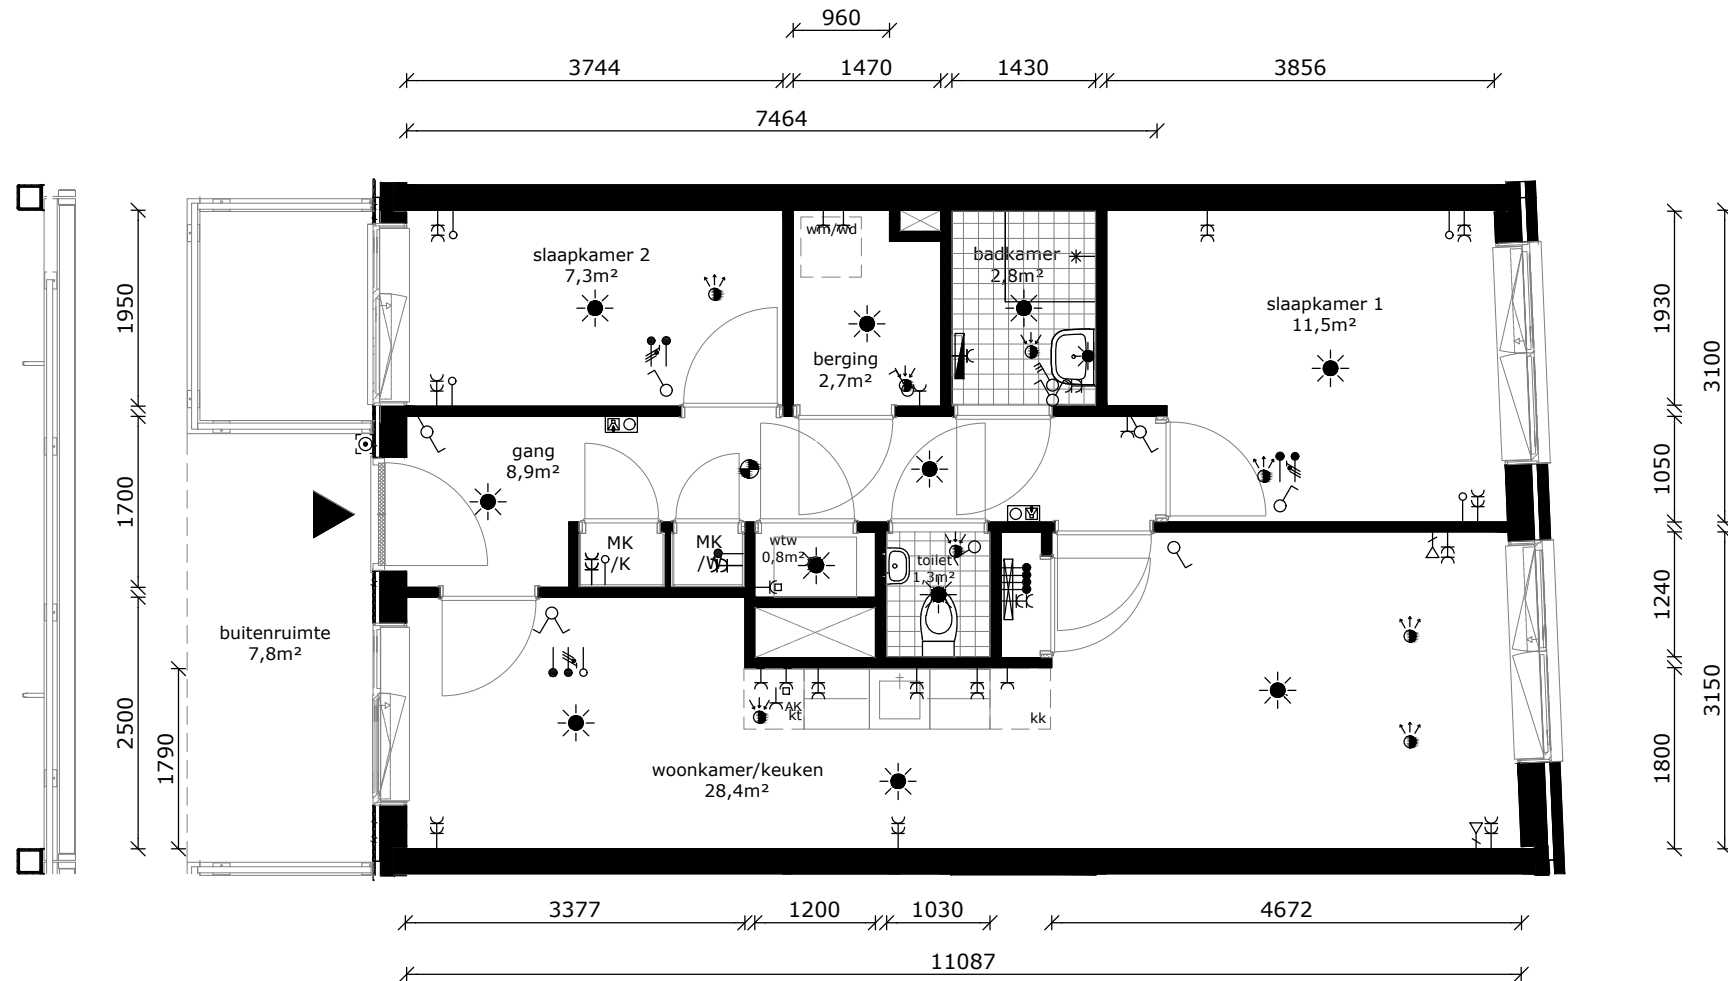 960
3744
1470
1430
3856
7464
slaapkamer 2
7,3m²
wm/wd
badkamer
2,8m²
slaapkamer 1
11,5m²
berging
2,7m²
1950
1930
3100
gang
8,9m²
1700
1050
MK
/K
MK
/W
wtw
0,8m²
toilet
1,3m²
buitenruimte
7,8m²
1240
2500
1790
3150
1800
AK
kt
kk
woonkamer/keuken
28,4m²
3377
1200
1030
4672
11087